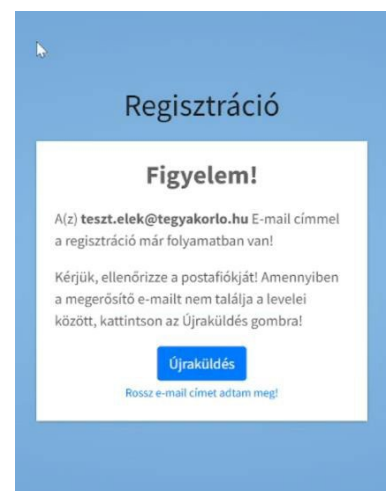 Regisztráció
Figyelem!
A(z) teszt.elek@tegyakorlo.hu E-mail címmel
a regisztráció már folyamatban van!
Kérjük, ellenőrizze a postafiókját! Amennyiben
a megerősítő e-mailt nem találja a levelei
között, kattintson az Újraküldés gombra!
Újraküldés
Rossz e-mail címet adtam meg!